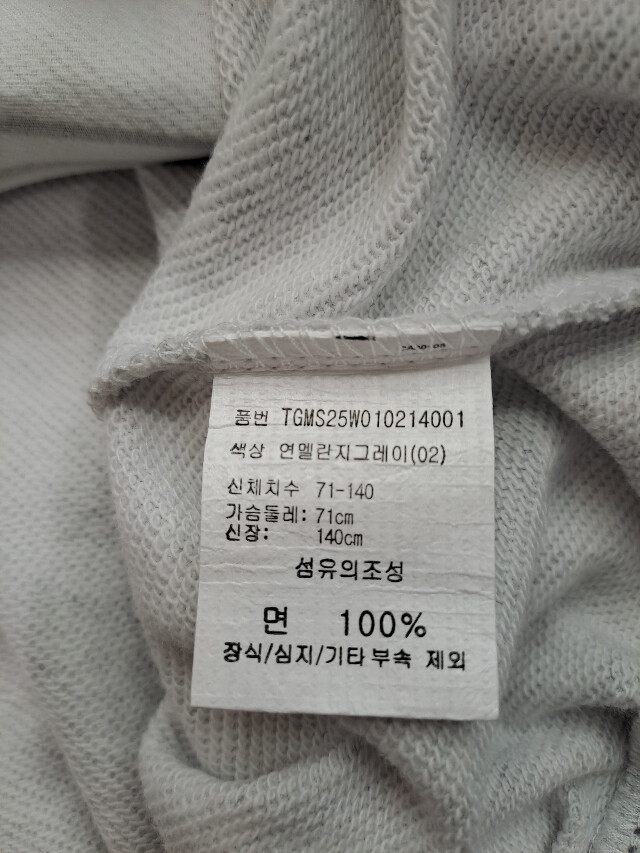 품번 TGMS25W010214001
색상 연멜란지그레이(02)
신체치수 71-140
가슴둘레: 71cm
신장: 140cm
섬유의조성
면 100%
장식/심지/기타부속 제외